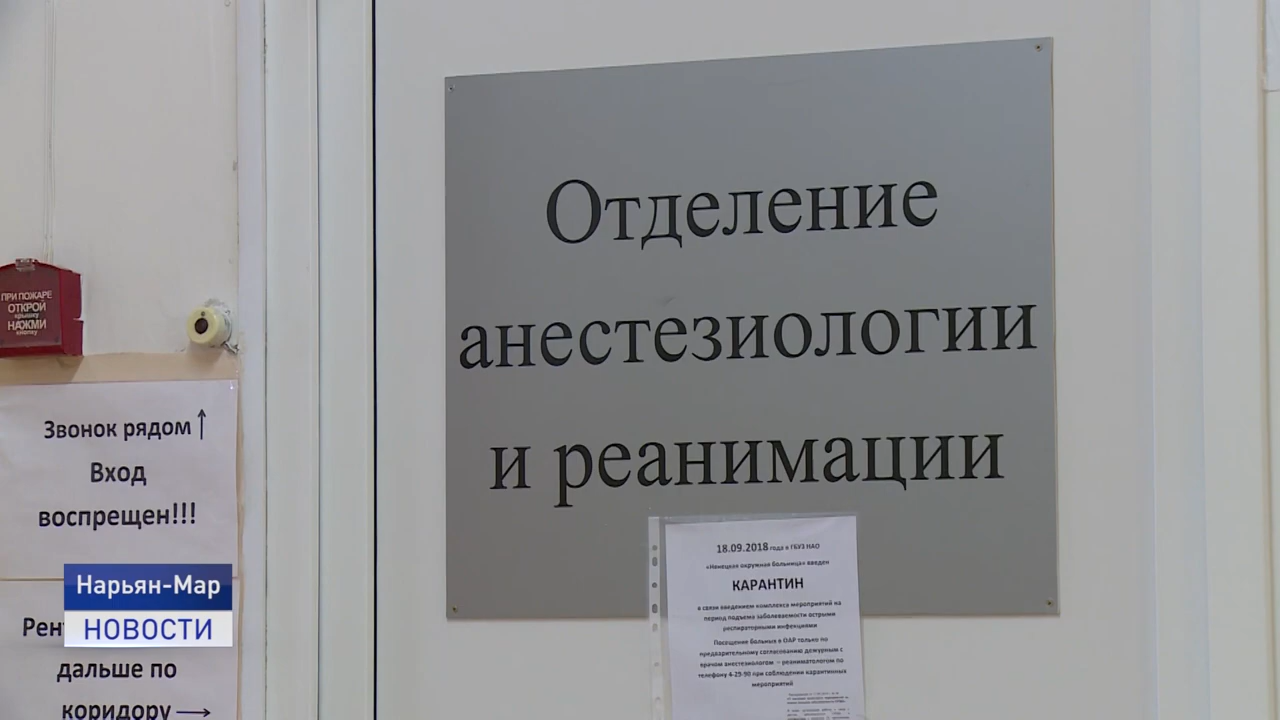 Отделение
анестезиологии
и реанимации
ПРИ ПОЖАРЕ
ОТКРОЙ
крышку
НАЖМИ
кнопку
Звонок рядом ↑
Вход
воспрещен!!!
Рен
дальше по
коридору →
Нарьян-Мар
НОВОСТИ
18.09.2018 года в ГБУЗ НАО
«Ненецкая окружная больница» введен
КАРАНТИН
в связи введением комплекса мероприятий на
период подъема заболеваемости острыми
респираторными инфекциями
Посещение больных в ОАР только по
предварительному согласованию дежурным с
врачом анестезиологом – реаниматологом по
телефону 4-29-90 при соблюдении карантинных
мероприятий